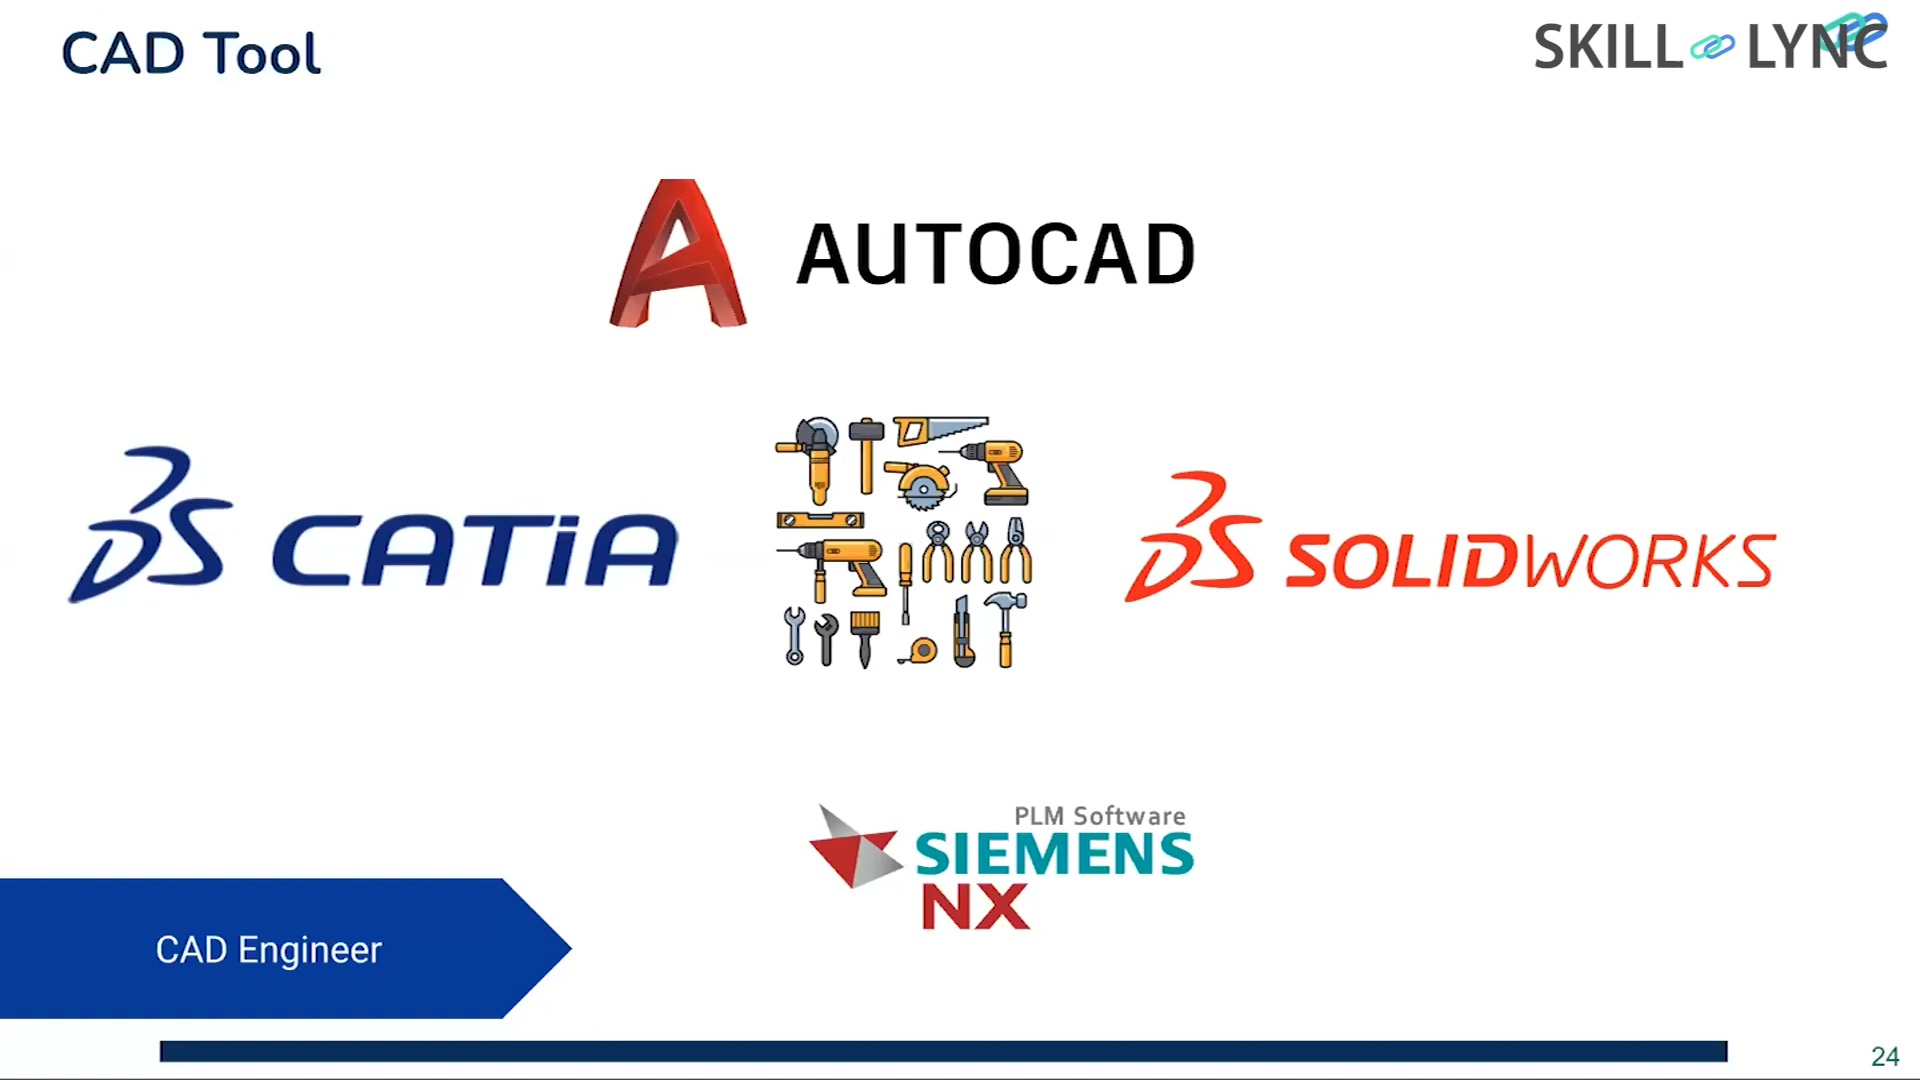 CAD Tool
SKILL LYNC
AUTOCAD
CATIA
SOLIDWORKS
PLM Software
SIEMENS
NX
CAD Engineer
24